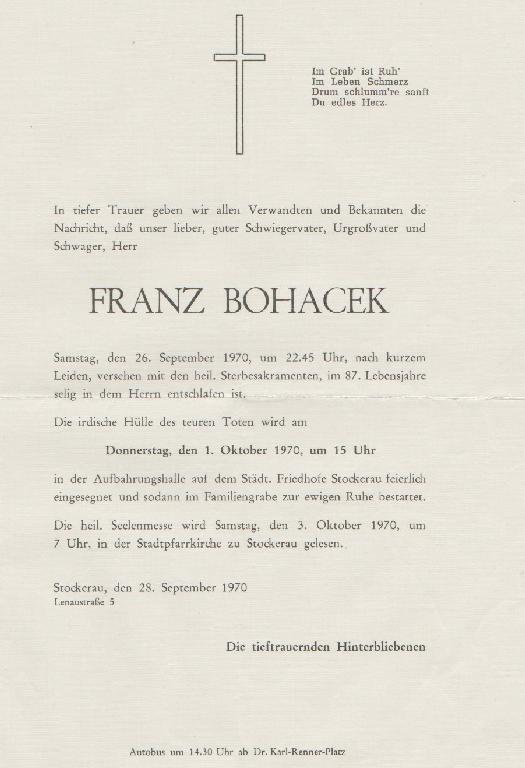 Im Grab' ist Ruh'
Im Leben Schmerz
Drum schlumm're sanft
Du edles Herz.
In tiefer Trauer geben wir allen Verwandten und Bekannten die
Nachricht, daß unser lieber, guter Schwiegervater, Urgroßvater und
Schwager, Herr
FRANZ BOHACEK
Samstag, den 26. September 1970, um 22.45 Uhr, nach kurzem
Leiden, versehen mit den heil. Sterbesakramenten, im 87. Lebensjahre
selig in dem Herrn entschlafen ist.
Die irdische Hülle des teuren Toten wird am
Donnerstag, den 1. Oktober 1970, um 15 Uhr
in der Aufbahrungshalle auf dem Städt. Friedhofe Stockerau feierlich
eingesegnet und sodann im Familiengrabe zur ewigen Ruhe bestattet.
Die heil. Seelenmesse wird Samstag, den 3. Oktober 1970, um
7 Uhr, in der Stadtpfarrkirche zu Stockerau gelesen.
Stockerau, den 28. September 1970
Lenaustraße 5
Die tieftrauernden Hinterbliebenen
Autobus um 14.30 Uhr ab Dr. Karl-Renner-Platz